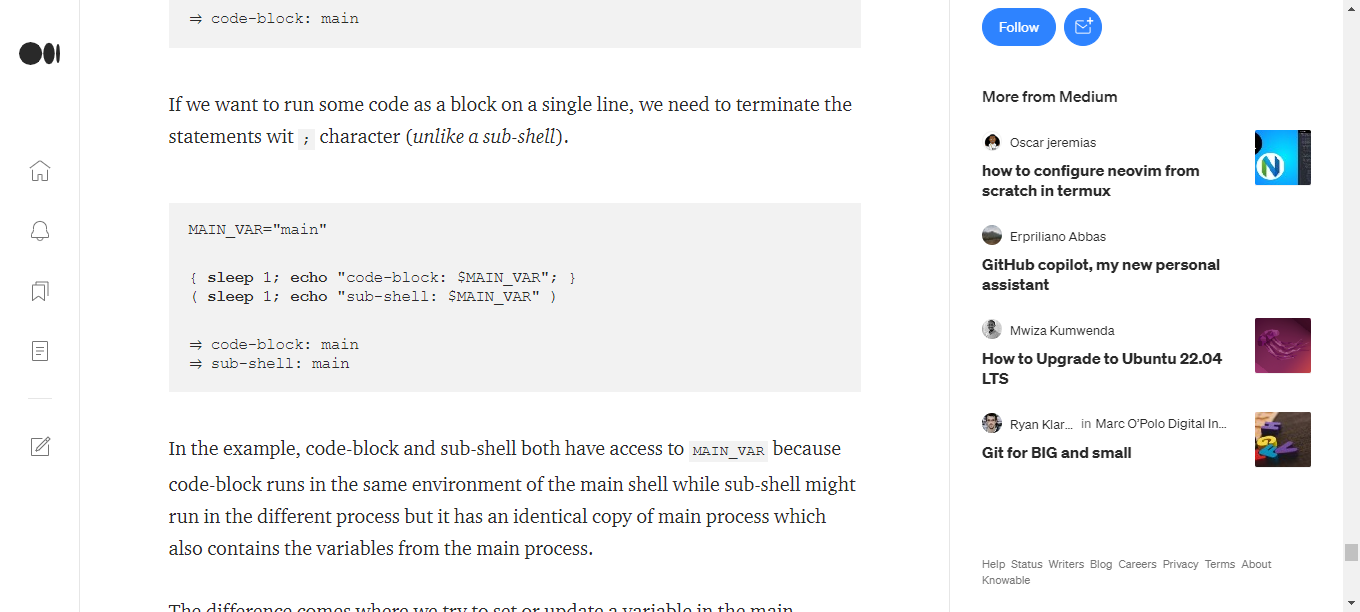 ⇒ code-block: main
If we want to run some code as a block on a single line, we need to terminate the
statements wit ; character (unlike a sub-shell).
MAIN_VAR="main"
{ sleep 1; echo "code-block: $MAIN_VAR"; }
( sleep 1; echo "sub-shell: $MAIN_VAR" )
⇒ code-block: main
⇒ sub-shell: main
In the example, code-block and sub-shell both have access to MAIN_VAR because
code-block runs in the same environment of the main shell while sub-shell might
run in the different process but it has an identical copy of main process which
also contains the variables from the main process.
The difference comes where we try to set or update a variable in the main
Follow
More from Medium
Oscar jeremias
how to configure neovim from
scratch in termux
Erpriliano Abbas
GitHub copilot, my new personal
assistant
Mwiza Kumwenda
How to Upgrade to Ubuntu 22.04
LTS
Ryan Klar... in Marc O'Polo Digital In...
Git for BIG and small
Help Status Writers Blog Careers Privacy Terms About
Knowable